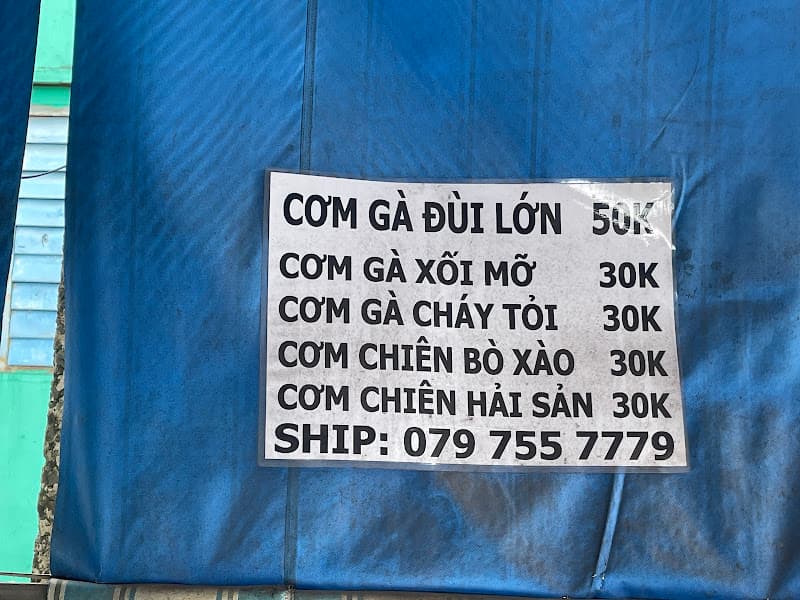 CƠM GÀ ĐÙI LỚN 50K
CƠM GÀ XỐI MỠ 30K
CƠM GÀ CHÁY TỎI 30K
CƠM CHIÊN BÒ XÀO 30K
CƠM CHIÊN HẢI SẢN 30K
SHIP: 079 755 7779